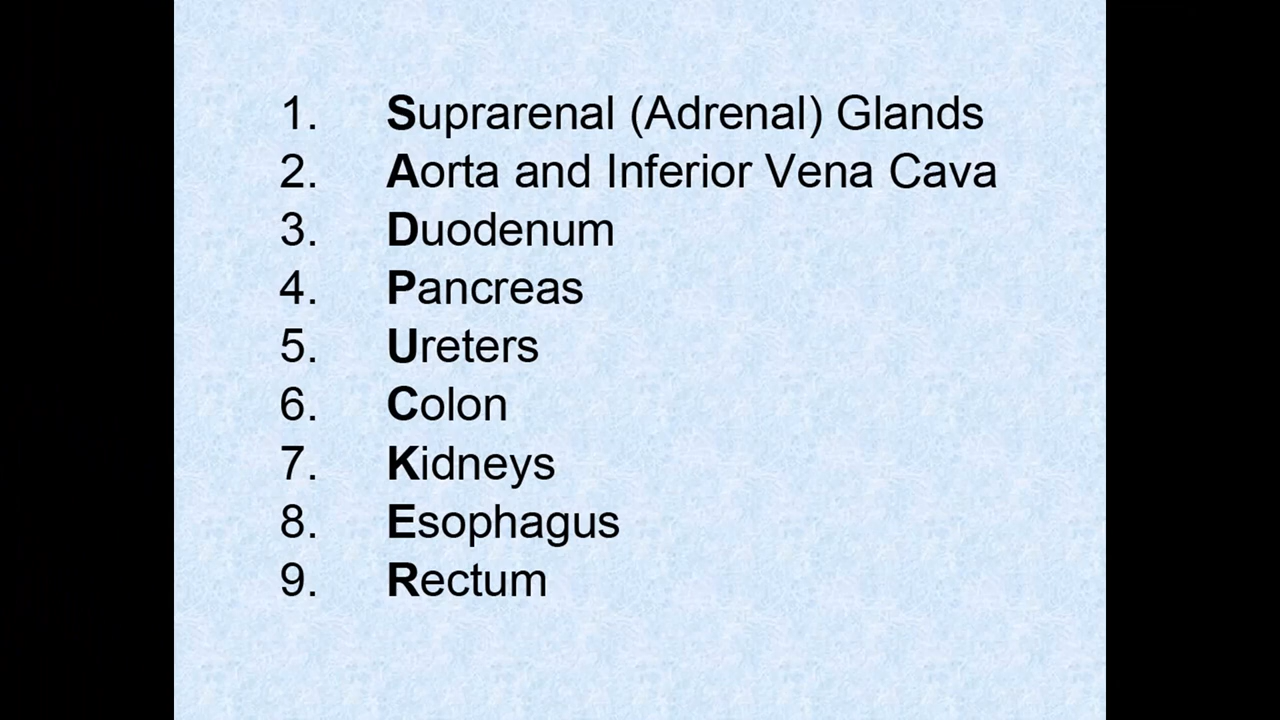 1. Suprarenal (Adrenal) Glands
2. Aorta and Inferior Vena Cava
3. Duodenum
4. Pancreas
5. Ureters
6. Colon
7. Kidneys
8. Esophagus
9. Rectum